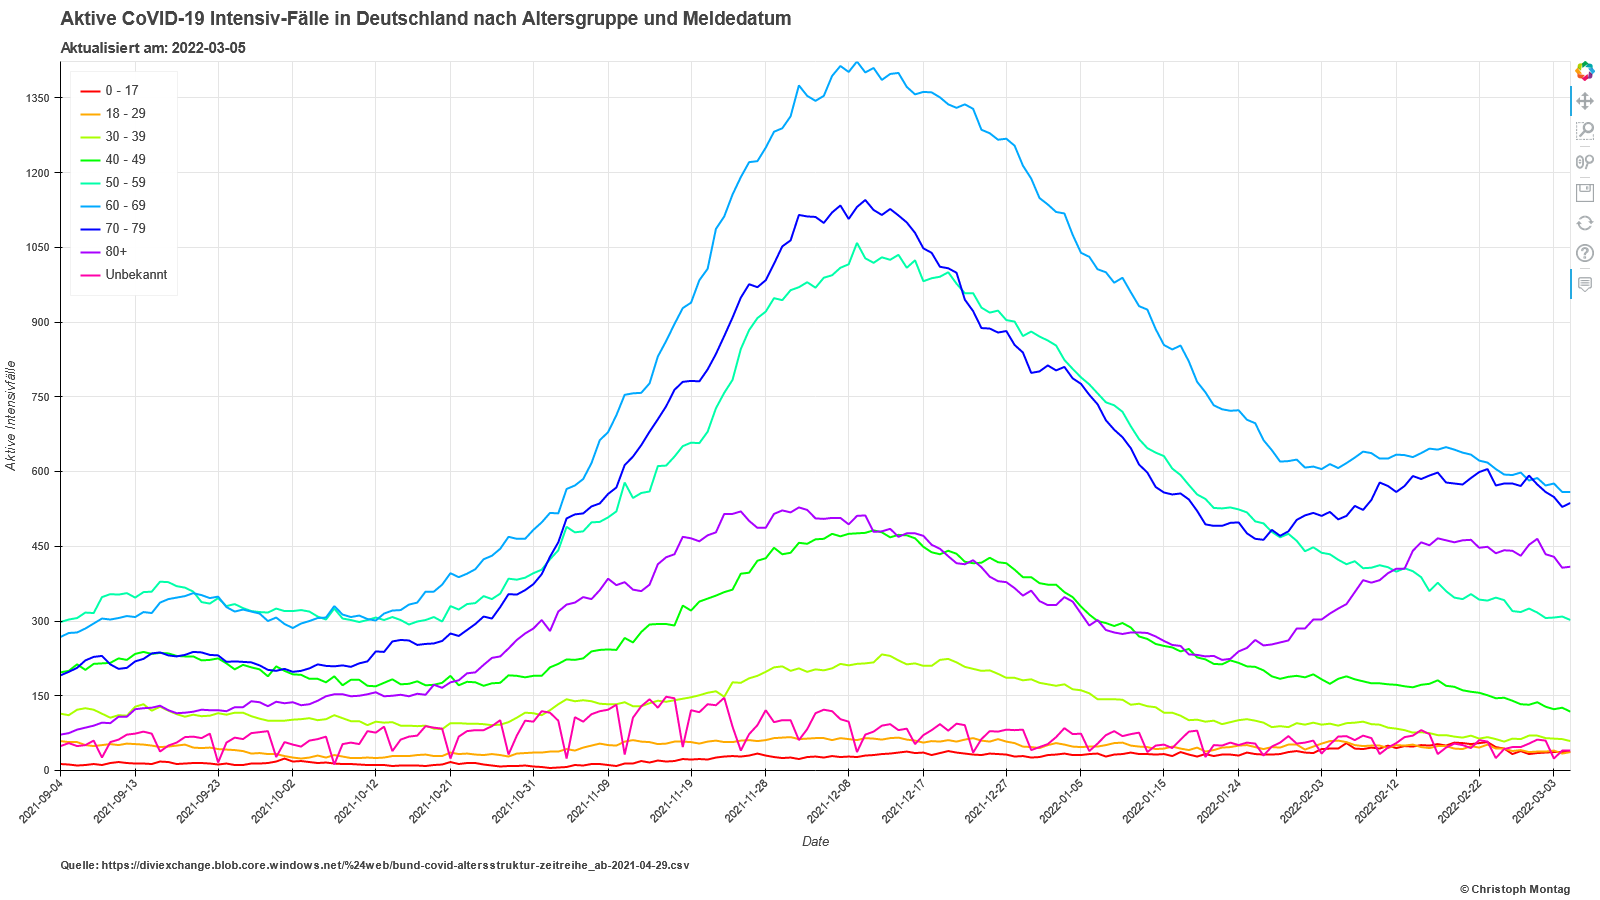 Aktive CoVID-19 Intensiv-Fälle in Deutschland nach Altersgruppe und Meldedatum
Aktualisiert am: 2022-03-05
0 - 17
18 - 29
30 - 39
40 - 49
50 - 59
60 - 69
70 - 79
80+
Unbekannt
1350
1200
1050
900
750
600
450
300
150
0
Aktive Intensivfälle
2021-09-04
2021-09-13
2021-09-23
2021-10-02
2021-10-12
2021-10-21
2021-10-31
2021-11-09
2021-11-19
2021-11-28
2021-12-08
2021-12-17
2021-12-27
2022-01-05
2022-01-15
2022-01-24
2022-02-03
2022-02-12
2022-02-22
2022-03-03
Date
Quelle: https://diviexchange.blob.core.windows.net/%24web/bund-covid-altersstruktur-zeitreihe_ab-2021-04-29.csv
© Christoph Montag